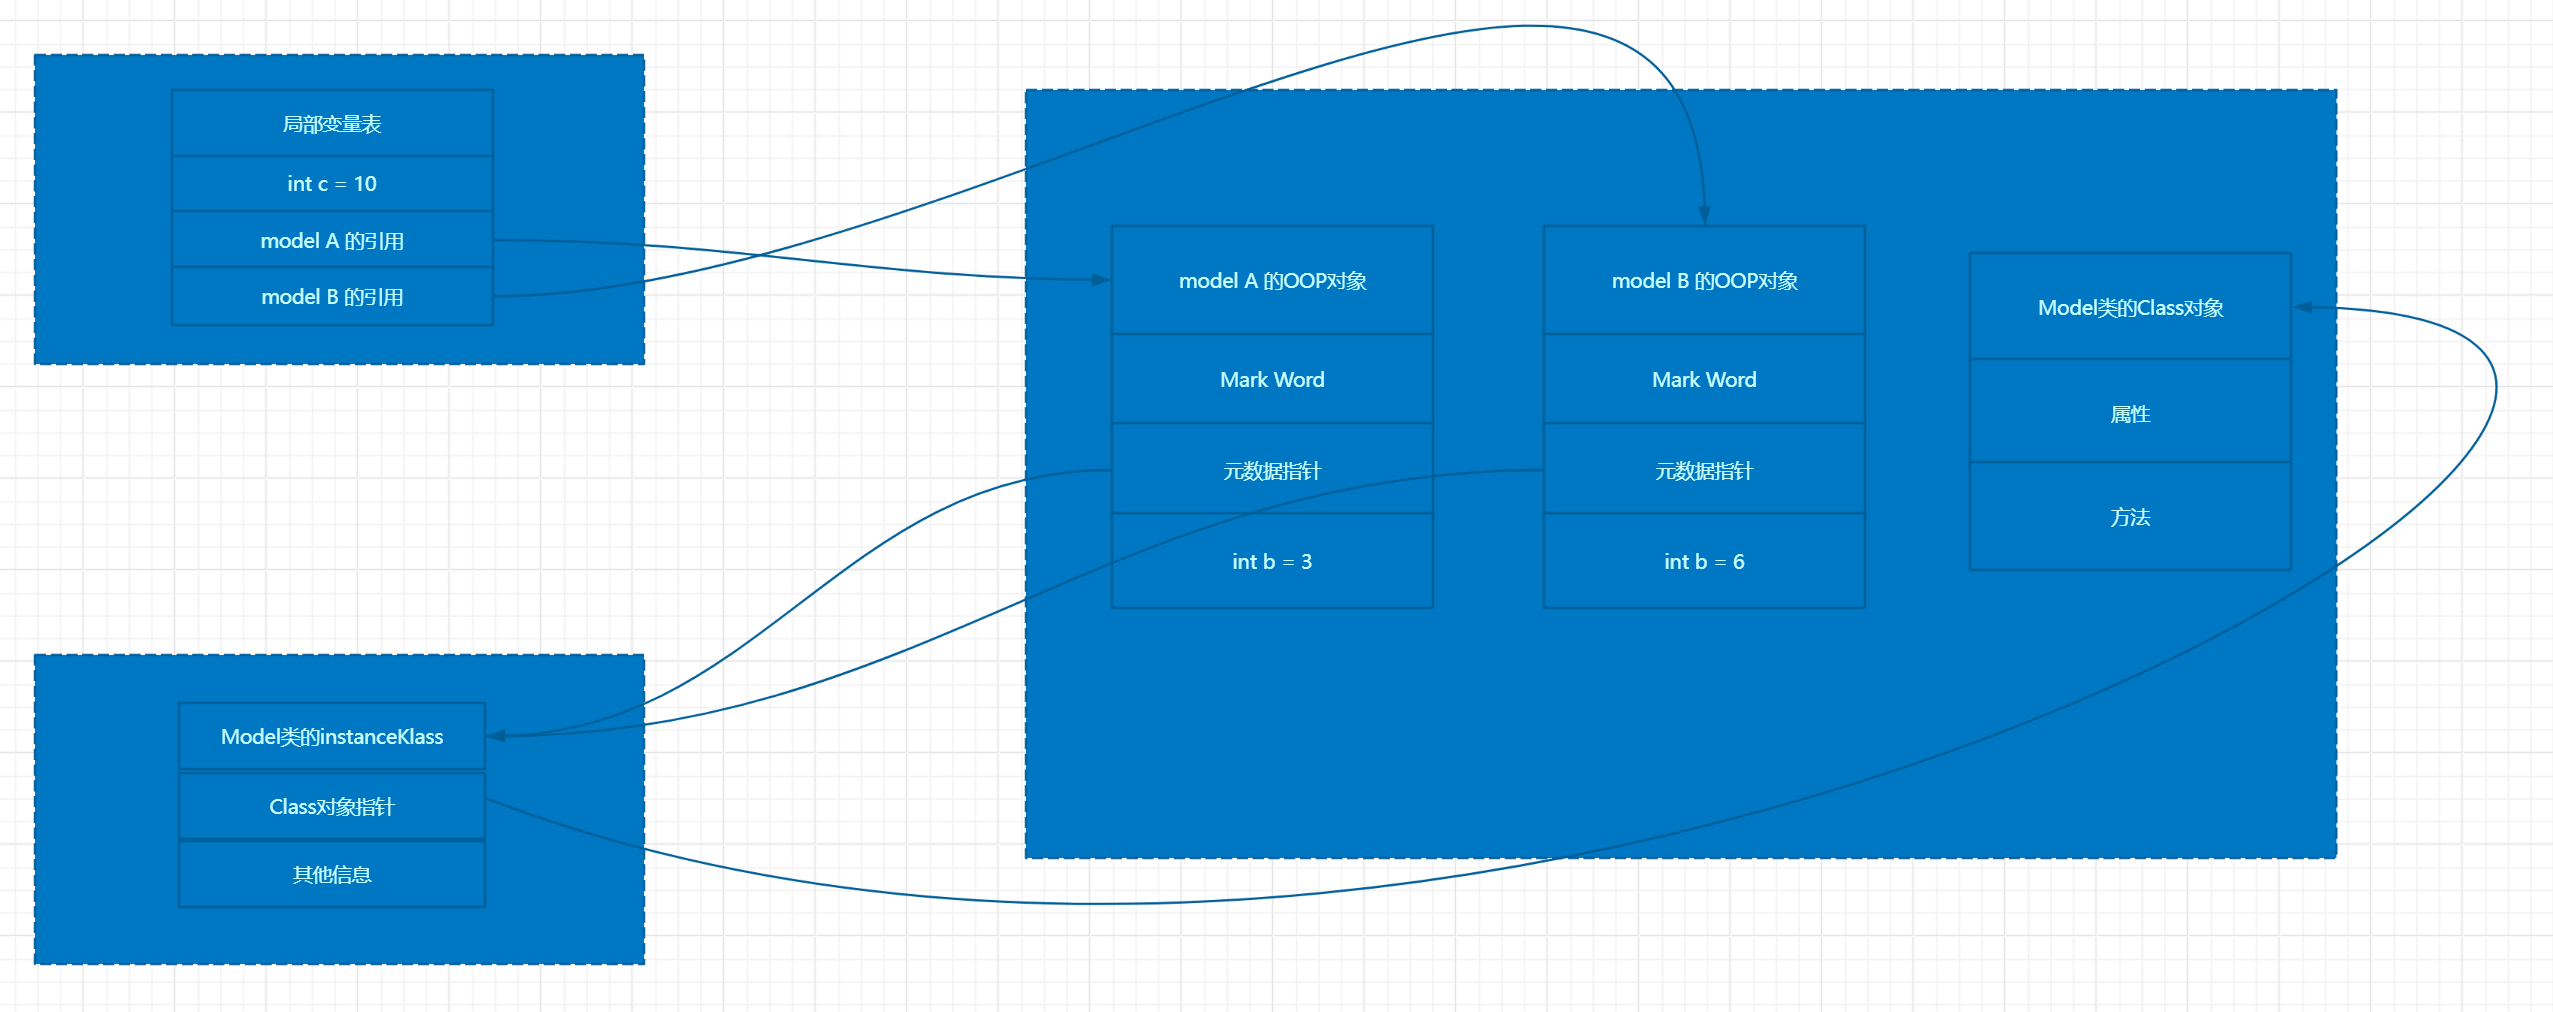 局部变量表
int c = 10
model A 的引用
model B 的引用
model A 的OOP对象
Mark Word
元数据指针
int b = 3
model B 的OOP对象
Mark Word
元数据指针
int b = 6
Model类的Class对象
属性
方法
Model类的instanceKlass
Class对象指针
其他信息